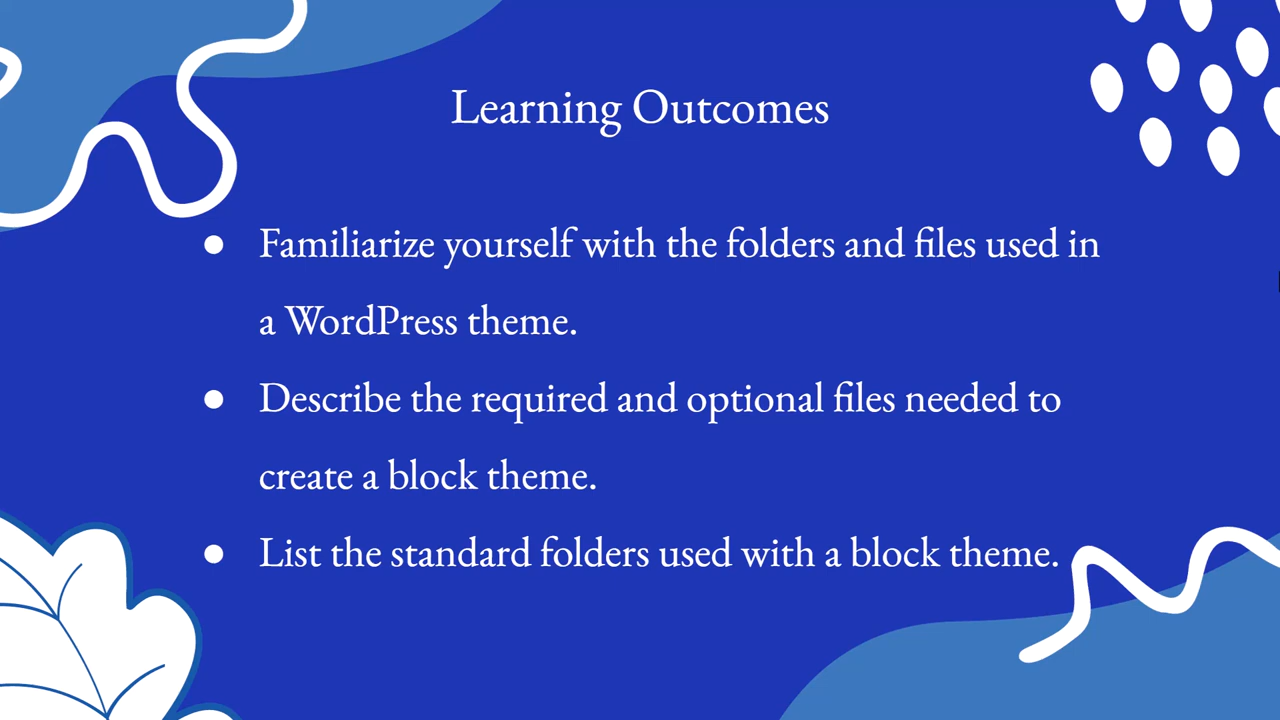 Learning Outcomes
● Familiarize yourself with the folders and files used in
a WordPress theme.
● Describe the required and optional files needed to
create a block theme.
● List the standard folders used with a block theme.